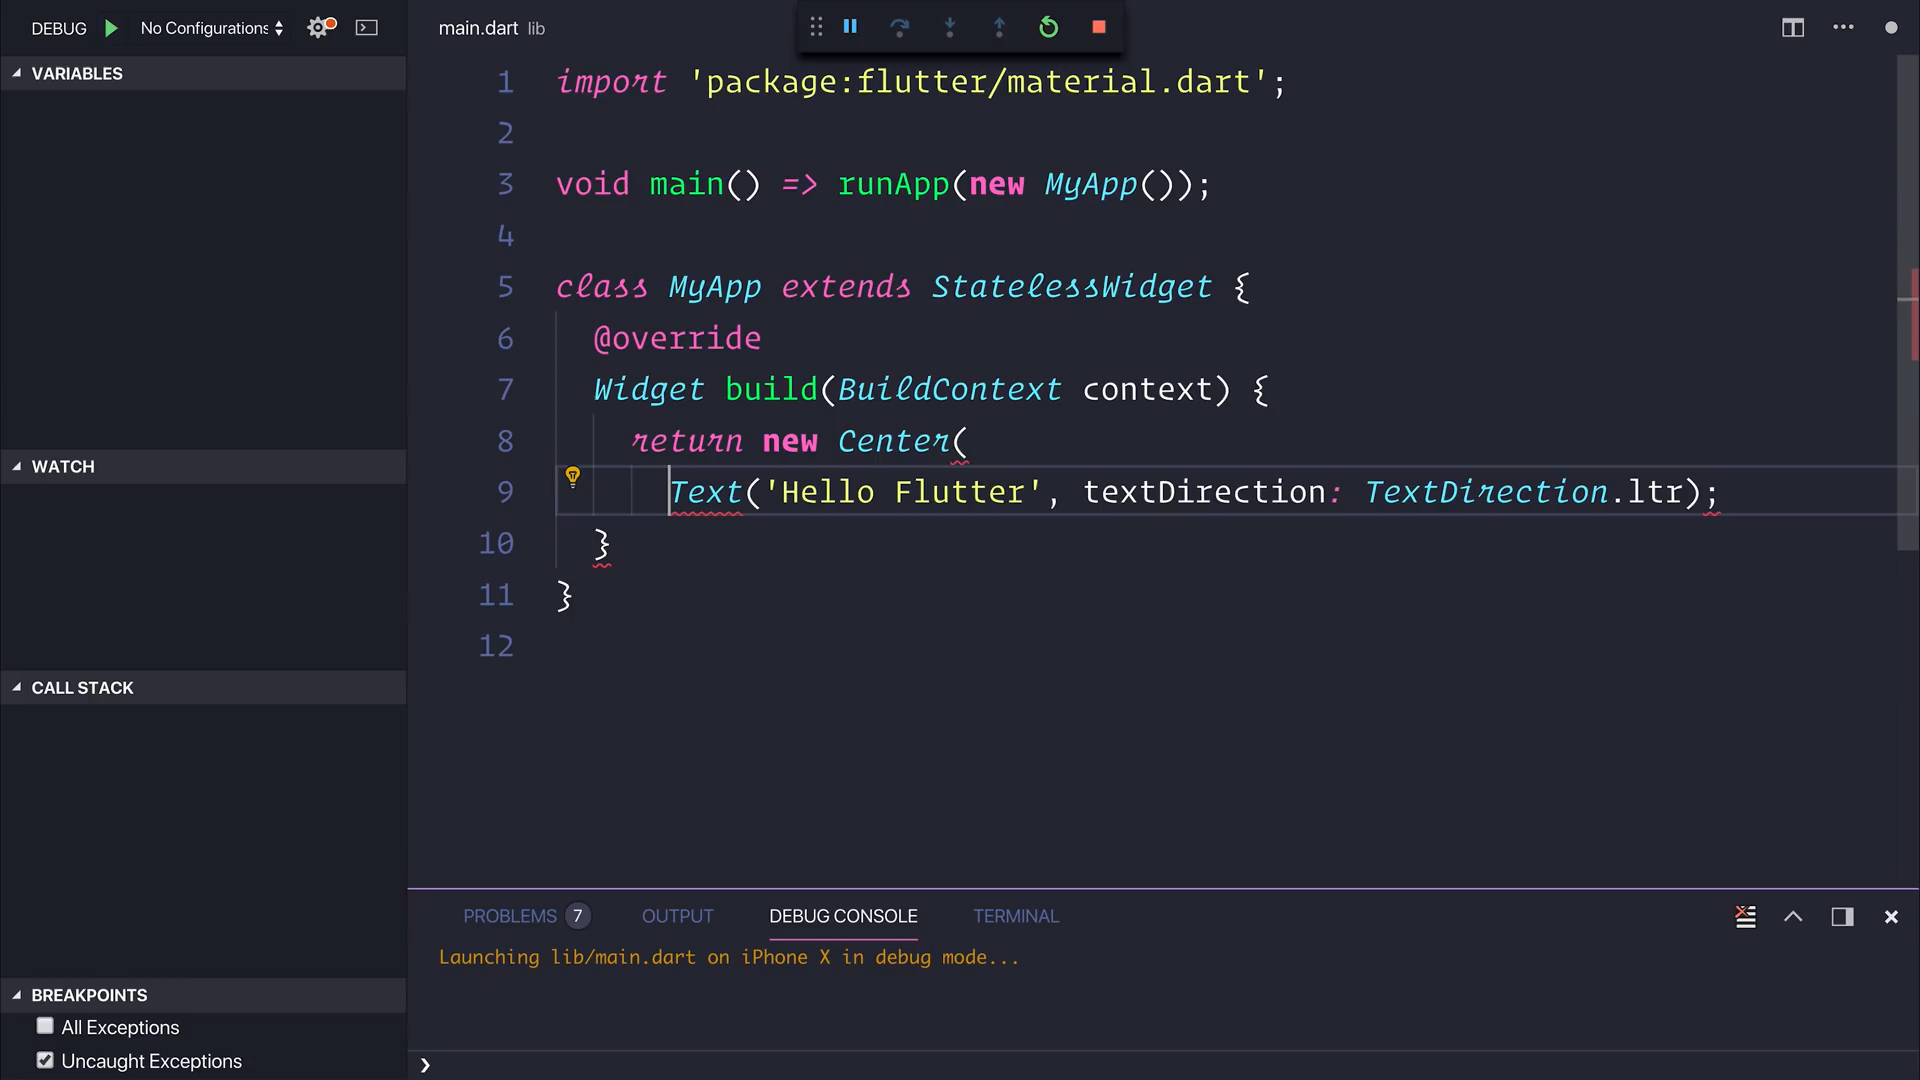 DEBUG No Configurations
main.dart lib
VARIABLES
WATCH
CALL STACK
BREAKPOINTS
All Exceptions
Uncaught Exceptions
1 import 'package:flutter/material.dart';
2
3 void main() => runApp(new MyApp());
4
5 class MyApp extends StatelessWidget {
6 @override
7 Widget build(BuildContext context) {
8 return new Center(
9 Text('Hello Flutter', textDirection: TextDirection.ltr);
10 }
11 }
12
PROBLEMS 7 OUTPUT DEBUG CONSOLE TERMINAL
Launching lib/main.dart on iPhone X in debug mode...